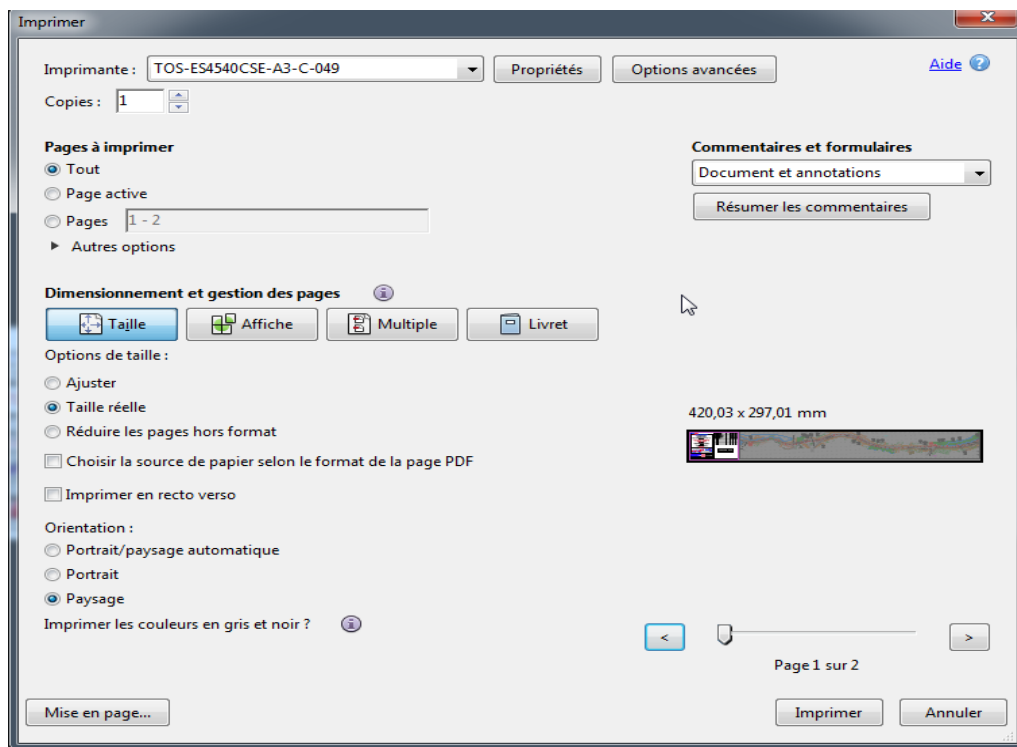 Imprimer
Imprimante : TOS-ES4540CSE-A3-C-049 Propriétés Options avancées Aide
Copies : 1
Pages à imprimer Commentaires et formulaires
Tout Document et annotations
Page active
Pages 1 - 2 Résumer les commentaires
Autres options
Dimensionnement et gestion des pages
Taille Affiche Multiple Livret
Options de taille :
Ajuster
Taille réelle 420,03 x 297,01 mm
Réduire les pages hors format
Choisir la source de papier selon le format de la page PDF
Imprimer en recto verso
Orientation :
Portrait/paysage automatique
Portrait
Paysage
Imprimer les couleurs en gris et noir ?
< >
Page 1 sur 2
Mise en page... Imprimer Annuler